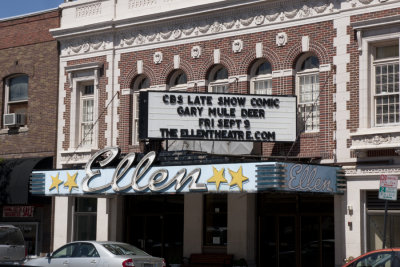 CBS LATE SHOW COMIC
GARY MULE DEER
FRI SEPT 9
THE ELLENTHEATRE.COM
Ellen
Ellen